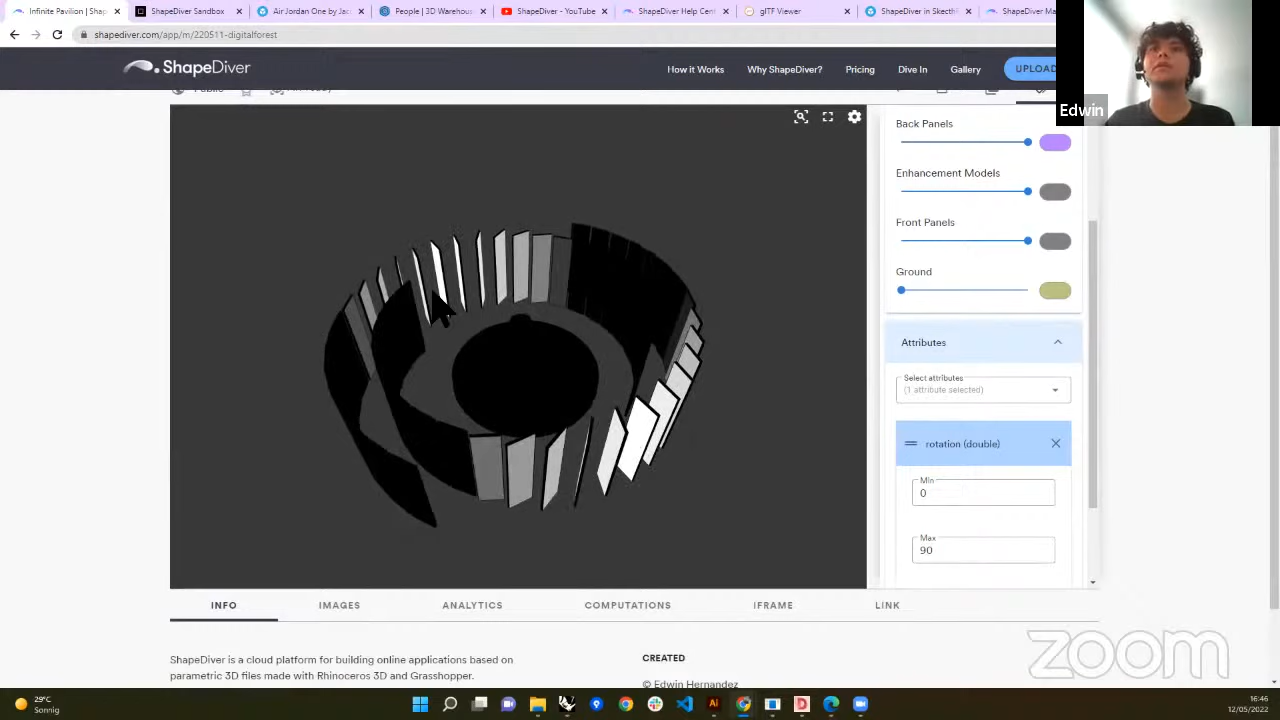 Infinite Pavilion | Shap
ShapeDiver Sandbox
Air Jordan One by Jac
People | 3D Warehous
ShapeDiver - YouTube
ShapeDiver Help Cent
glTF Viewer
ShapeDiver in SkecthF
ShapeDiver Ma
shapediver.com/app/m/220511-digitalforest
ShapeDiver
How it Works
Why ShapeDiver?
Pricing
Dive In
Gallery
UPLOAD
Edwin
Public
Back Panels
Enhancement Models
Front Panels
Ground
Attributes
Select attributes
(1 attribute selected)
rotation (double)
Min
0
Max
90
INFO
IMAGES
ANALYTICS
COMPUTATIONS
IFRAME
LINK
ShapeDiver is a cloud platform for building online applications based on
parametric 3D files made with Rhinoceros 3D and Grasshopper.
CREATED
© Edwin Hernandez
zoom
29°C
Sonnig
16:46
12/05/2022